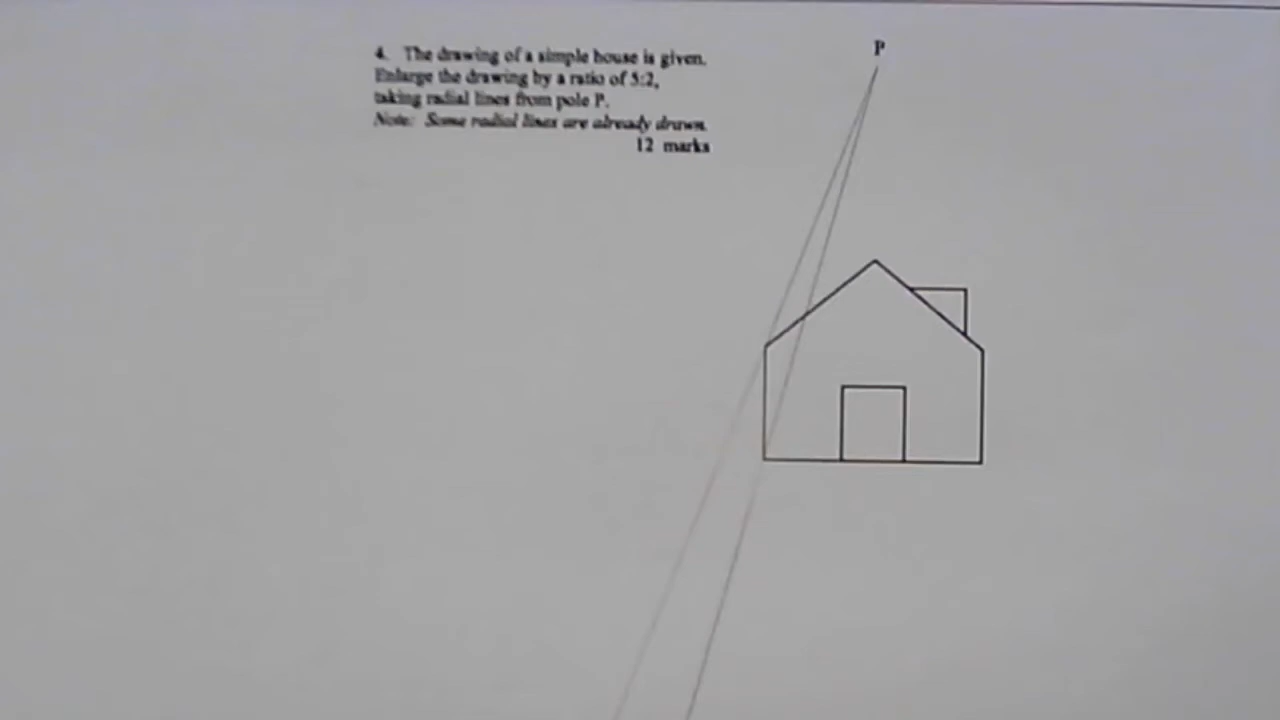 4. The drawing of a simple house is given.
Enlarge the drawing by a ratio of 5:2,
taking radial lines from pole P.
Note: Some radial lines are already drawn.
12 marks
P